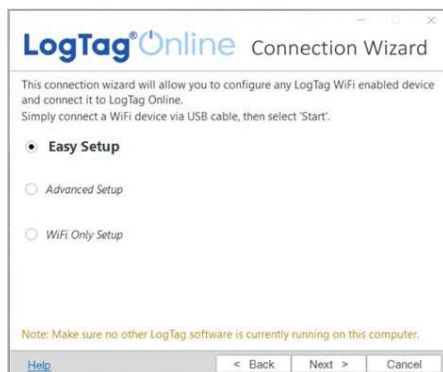 LogTag® Online Connection Wizard
This connection wizard will allow you to configure any LogTag WiFi enabled device
and connect it to LogTag Online.
Simply connect a WiFi device via USB cable, then select 'Start'.
Easy Setup
Advanced Setup
WiFi Only Setup
Note: Make sure no other LogTag software is currently running on this computer.
Help < Back Next > Cancel